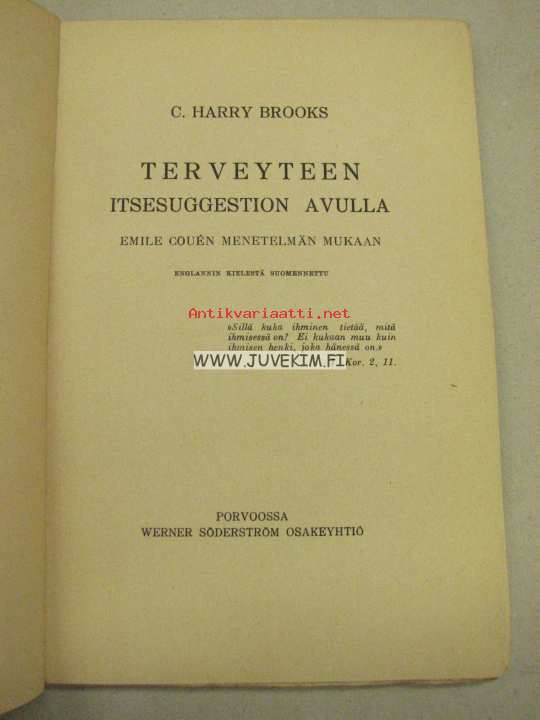 C. HARRY BROOKS
TERVEYTEEN
ITSESUGGESTION AVULLA
EMILE COUÉN MENETELMÄN MUKAAN
ENGLANNIN KIELESTÄ SUOMENNETTU
Antikvariaatti.net
»Sillä kuka ihminen tietää, mitä
ihmisessä on? Ei kukaan muu kuin
ihmisen henki, joka hänessä on.»
WWW.JUVEKIM.FI
Kor. 2, 11.
PORVOOSSA
WERNER SÖDERSTRÖM OSAKEYHTIÖ